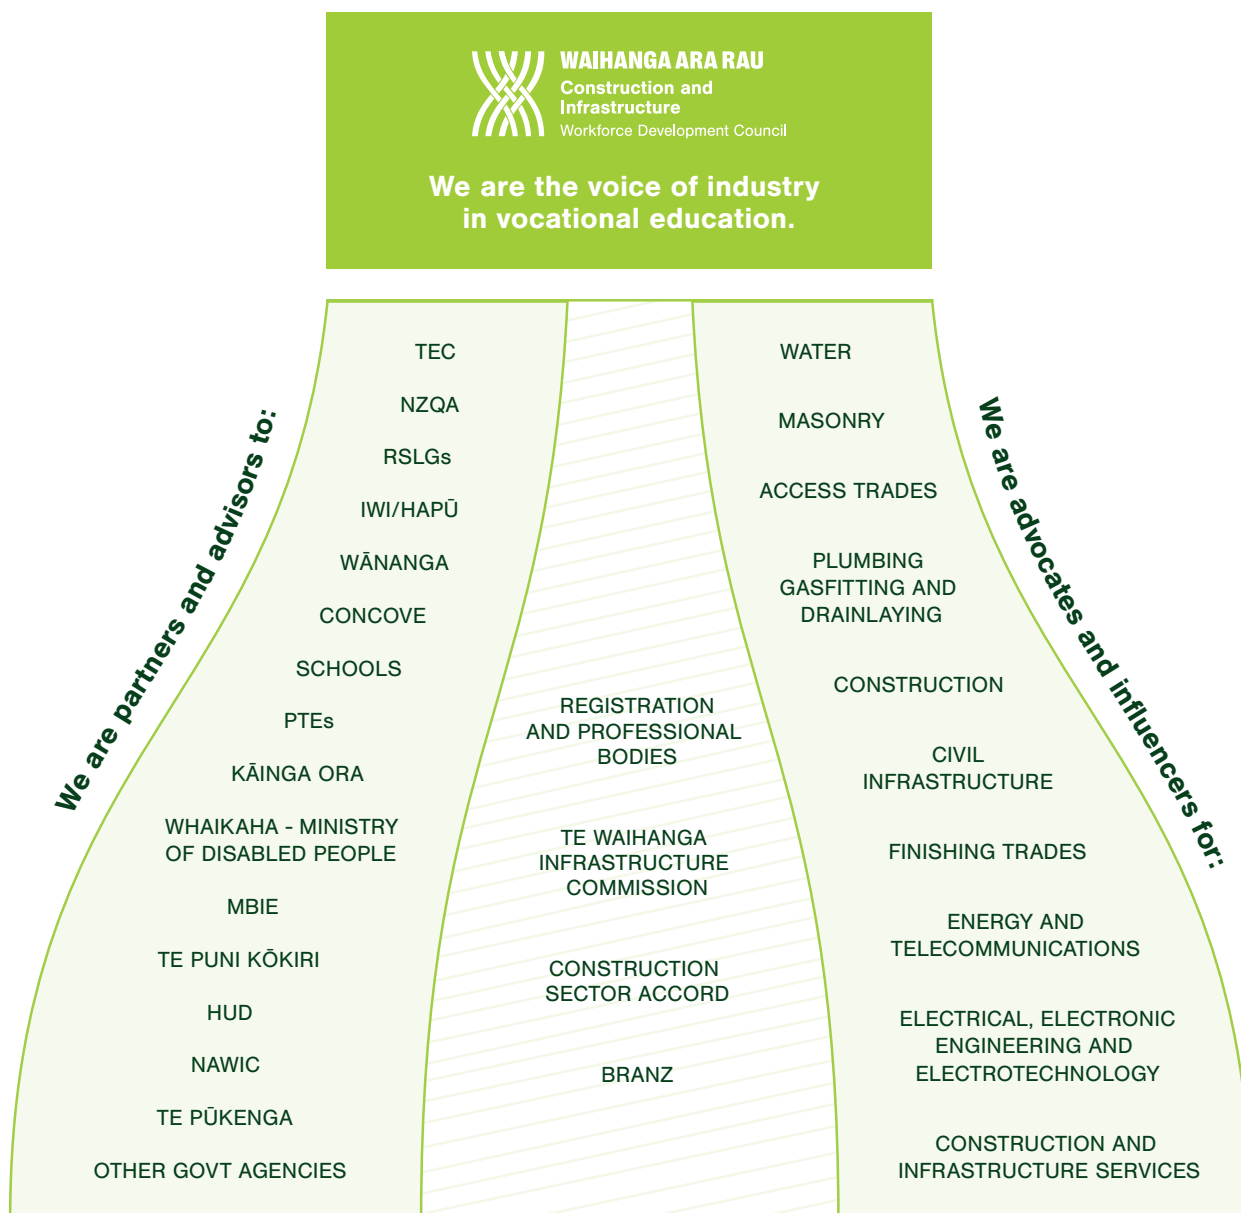 WAIHANGA ARA RAU
Construction and
Infrastructure
Workforce Development Council
We are the voice of industry
in vocational education.
We are partners and advisors to:
TEC
NZQA
RSLGs
IWI/HAPŪ
WĀNANGA
CONCOVE
SCHOOLS
PTEs
KĀINGA ORA
WHAIKAHA - MINISTRY
OF DISABLED PEOPLE
MBIE
TE PUNI KŌKIRI
HUD
NAWIC
TE PŪKENGA
OTHER GOVT AGENCIES
REGISTRATION
AND PROFESSIONAL
BODIES
TE WAIHANGA
INFRASTRUCTURE
COMMISSION
CONSTRUCTION
SECTOR ACCORD
BRANZ
We are advocates and influencers for:
WATER
MASONRY
ACCESS TRADES
PLUMBING
GASFITTING AND
DRAINLAYING
CONSTRUCTION
CIVIL
INFRASTRUCTURE
FINISHING TRADES
ENERGY AND
TELECOMMUNICATIONS
ELECTRICAL, ELECTRONIC
ENGINEERING AND
ELECTROTECHNOLOGY
CONSTRUCTION AND
INFRASTRUCTURE SERVICES